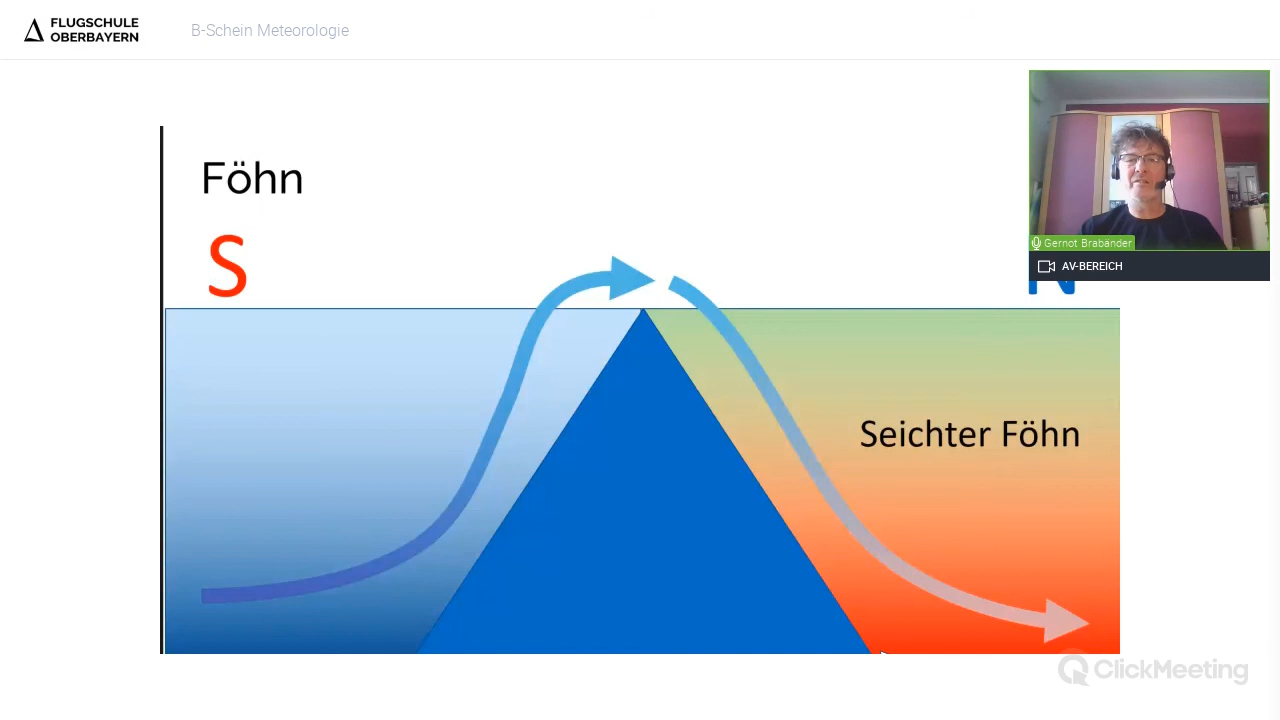 FLUGSCHULE
OBERBAYERN
B-Schein Meteorologie
Föhn
S
Gernot Brabänder
AV-BEREICH
N
Seichter Föhn
ClickMeeting